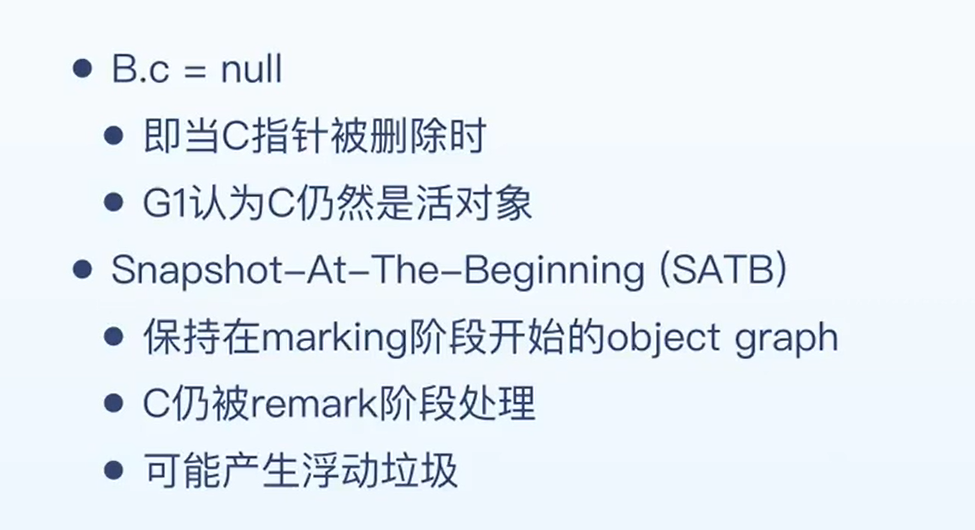 B.c = null
即当C指针被删除时
G1认为C仍然是活对象
Snapshot-At-The-Beginning (SATB)
保持在marking阶段开始的object graph
C仍被remark阶段处理
可能产生浮动垃圾